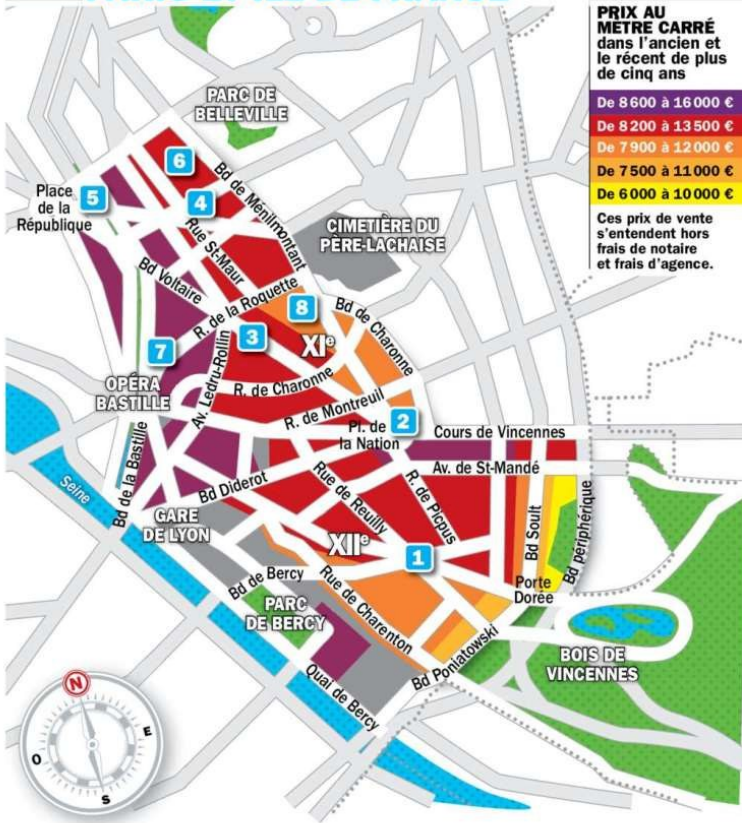 PRIX AU
MÈTRE CARRÉ
dans l'ancien et
le récent de plus
de cinq ans
De 8 600 à 16 000 €
De 8 200 à 13 500 €
De 7 900 à 12 000 €
De 7 500 à 11 000 €
De 6 000 à 10 000 €
Ces prix de vente
s'entendent hors
frais de notaire
et frais d'agence.
PARC DE
BELLEVILLE
6
Bd de Ménilmontant
5
Place
de la
République
4
Rue St-Maur
CIMETIÈRE DU
PÈRE-LACHAISE
Bd Voltaire
R. de la Roquette
8
Bd de Charonne
3
XIe
7
Av. Ledru-Rollin
OPÉRA
BASTILLE
R. de Charonne
R. de Montreuil
2
Pl. de
la Nation
Cours de Vincennes
Av. de St-Mandé
Bd de la Bastille
Seine
Bd Diderot
Rue de Reuilly
R. de Picpus
GARE
DE LYON
XIIe
1
Bd Soult
Bd périphérique
Bd de Bercy
Rue de Charenton
Porte
Dorée
PARC
DE BERCY
Quai de Bercy
Bd Poniatowski
BOIS DE
VINCENNES
N
E
O
S